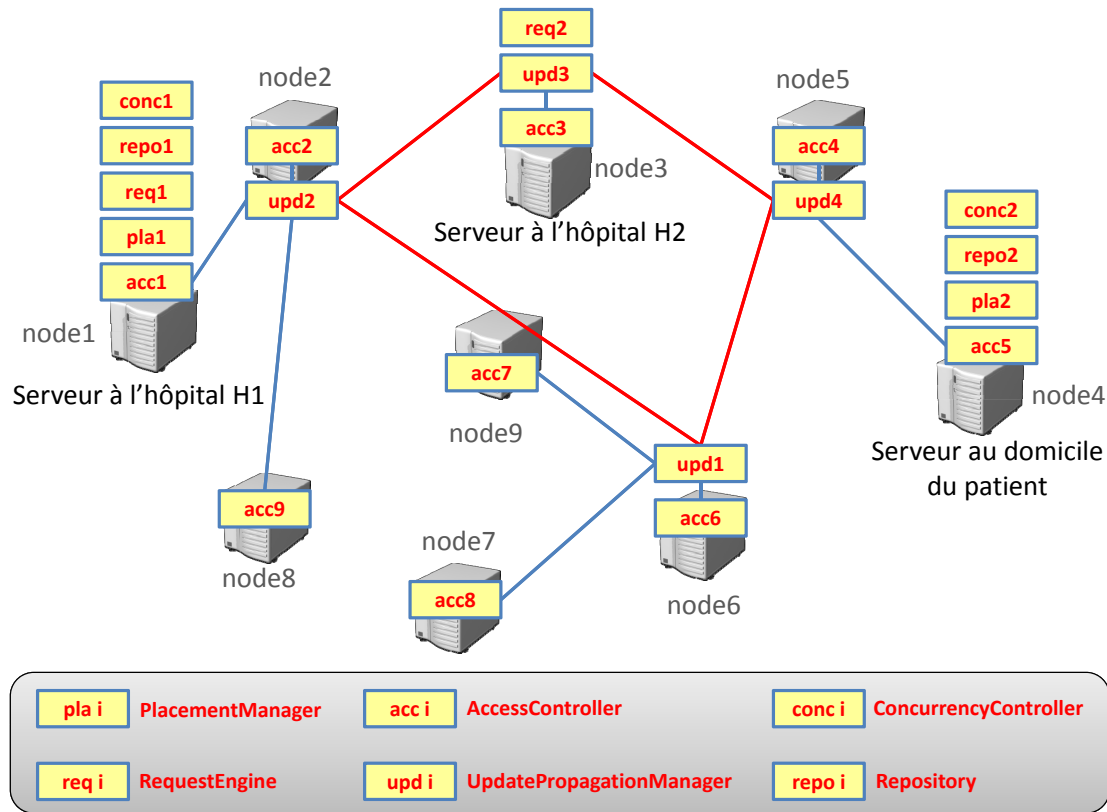 req2
node2
upd3
node5
conc1
acc2
acc3
acc4
repo1
node3
req1
upd2
upd4
conc2
pla1
Serveur à l’hôpital H2
repo2
acc1
pla2
node1
acc7
acc5
Serveur à l’hôpital H1
node4
node9
upd1
Serveur au domicile
du patient
acc9
acc6
node7
node8
acc8
node6
pla i PlacementManager
acc i AccessController
conc i ConcurrencyController
req i RequestEngine
upd i UpdatePropagationManager
repo i Repository